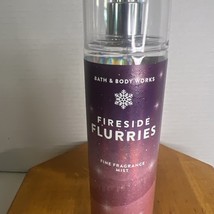 BATH & BODY WORKS
FIRESIDE
FLURRIES
FINE FRAGRANCE
MIST